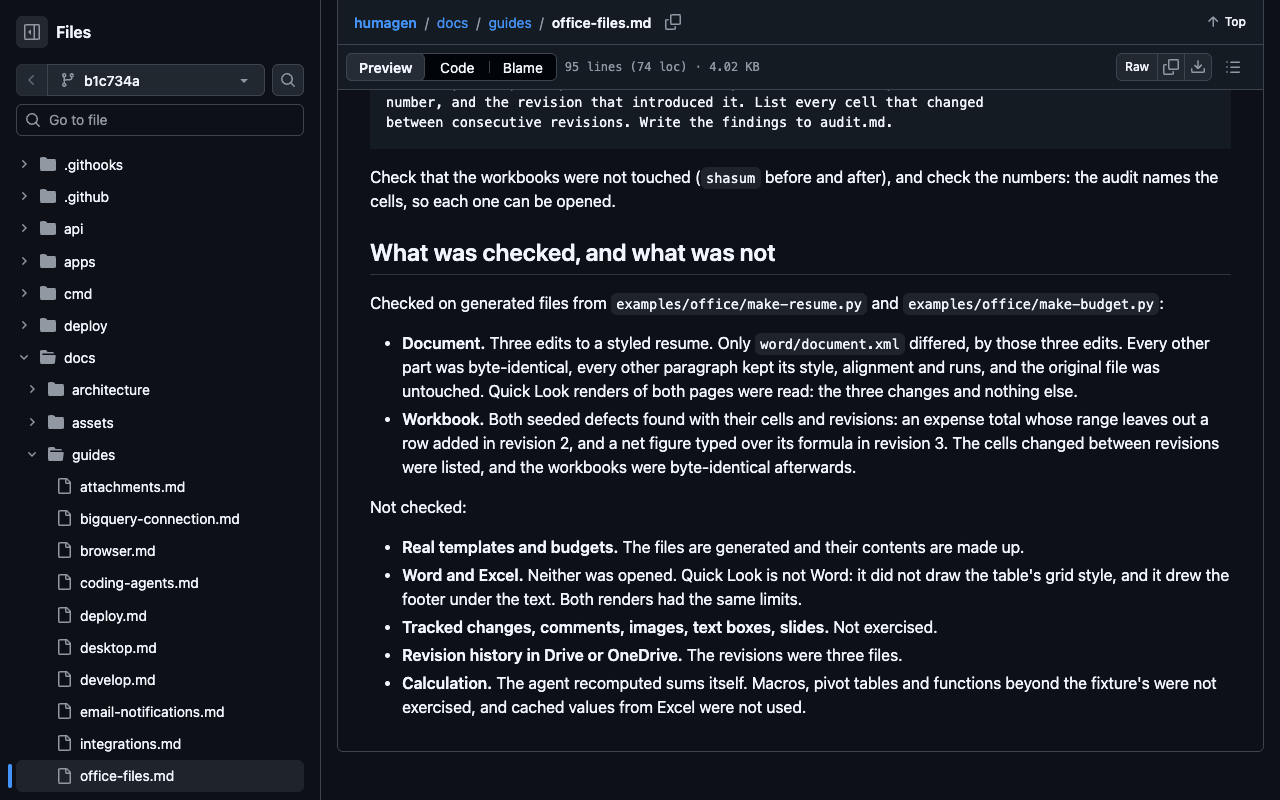 Files
b1c734a
Go to file
.githooks
.github
api
apps
cmd
deploy
docs
architecture
assets
guides
attachments.md
bigquery-connection.md
browser.md
coding-agents.md
deploy.md
desktop.md
develop.md
email-notifications.md
integrations.md
office-files.md
humagen / docs / guides / office-files.md
Top
Preview Code Blame 95 lines (74 loc) · 4.02 KB
Raw
number, and the revision that introduced it. List every cell that changed
between consecutive revisions. Write the findings to audit.md.
Check that the workbooks were not touched (shasum before and after), and check the numbers: the audit names the
cells, so each one can be opened.
What was checked, and what was not
Checked on generated files from examples/office/make-resume.py and examples/office/make-budget.py:
• Document. Three edits to a styled resume. Only word/document.xml differed, by those three edits. Every other
part was byte-identical, every other paragraph kept its style, alignment and runs, and the original file was
untouched. Quick Look renders of both pages were read: the three changes and nothing else.
• Workbook. Both seeded defects found with their cells and revisions: an expense total whose range leaves out a
row added in revision 2, and a net figure typed over its formula in revision 3. The cells changed between revisions
were listed, and the workbooks were byte-identical afterwards.
Not checked:
• Real templates and budgets. The files are generated and their contents are made up.
• Word and Excel. Neither was opened. Quick Look is not Word: it did not draw the table's grid style, and it drew the
footer under the text. Both renders had the same limits.
• Tracked changes, comments, images, text boxes, slides. Not exercised.
• Revision history in Drive or OneDrive. The revisions were three files.
• Calculation. The agent recomputed sums itself. Macros, pivot tables and functions beyond the fixture's were not
exercised, and cached values from Excel were not used.